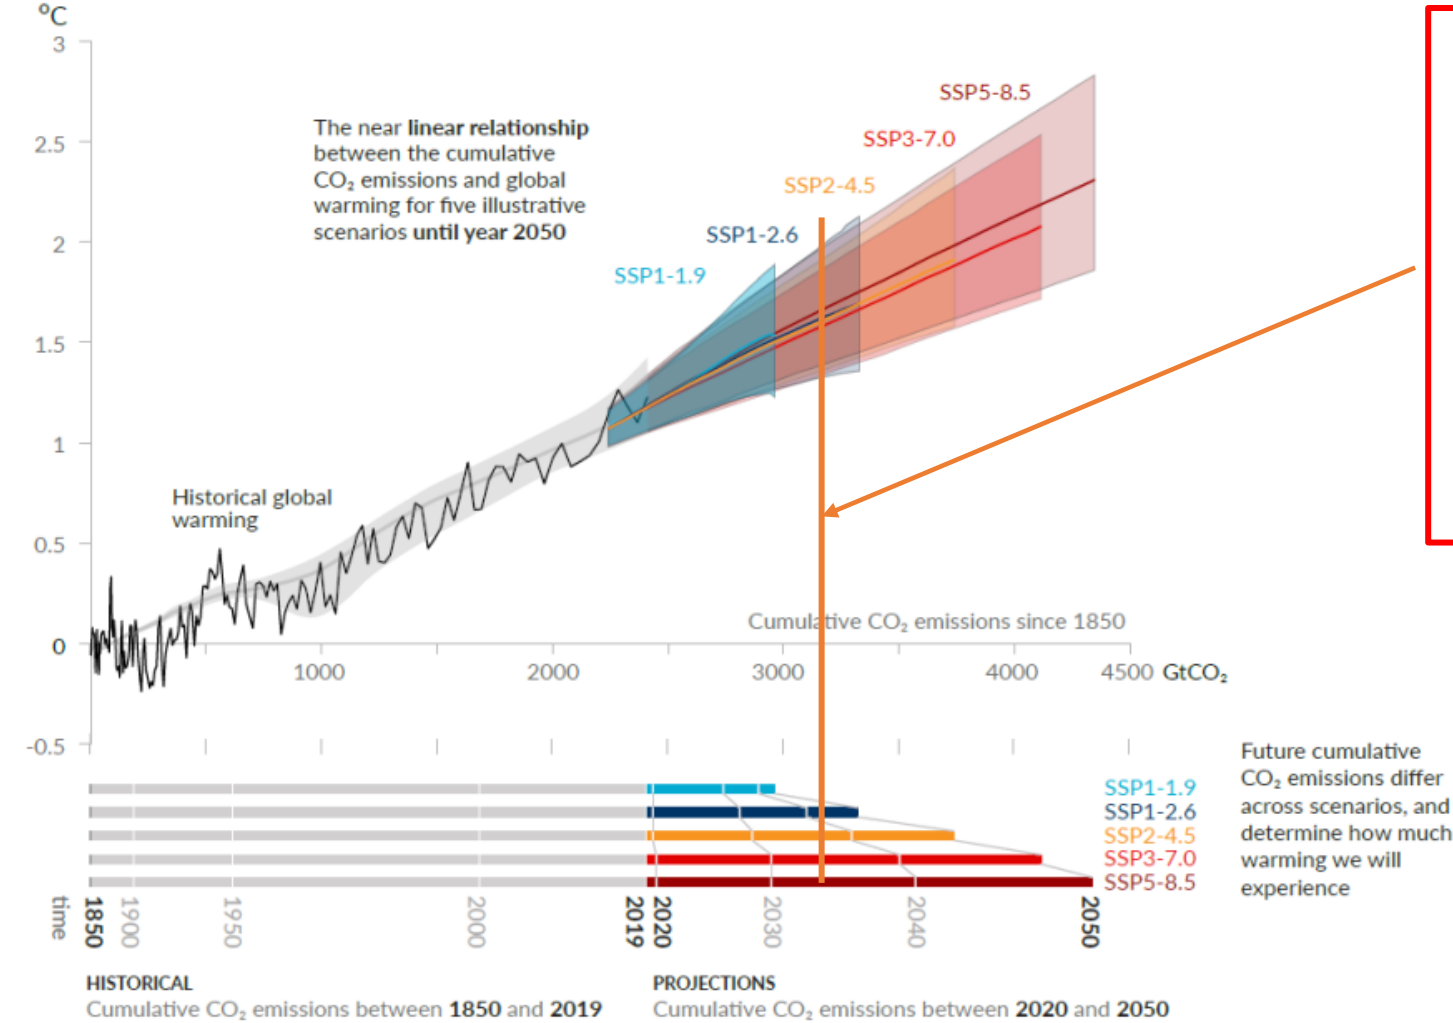 °C
3
2.5
2
1.5
1
0.5
0
-0.5
The near linear relationship
between the cumulative
CO₂ emissions and global
warming for five illustrative
scenarios until year 2050
SSP5-8.5
SSP3-7.0
SSP2-4.5
SSP1-2.6
SSP1-1.9
Historical global
warming
Cumulative CO₂ emissions since 1850
1000 2000 3000 4000 4500 GtCO₂
SSP1-1.9
SSP1-2.6
SSP2-4.5
SSP3-7.0
SSP5-8.5
Future cumulative
CO₂ emissions differ
across scenarios, and
determine how much
warming we will
experience
time 1850 1900 1950 2000 2019 2020 2030 2040 2050
HISTORICAL
Cumulative CO₂ emissions between 1850 and 2019
PROJECTIONS
Cumulative CO₂ emissions between 2020 and 2050